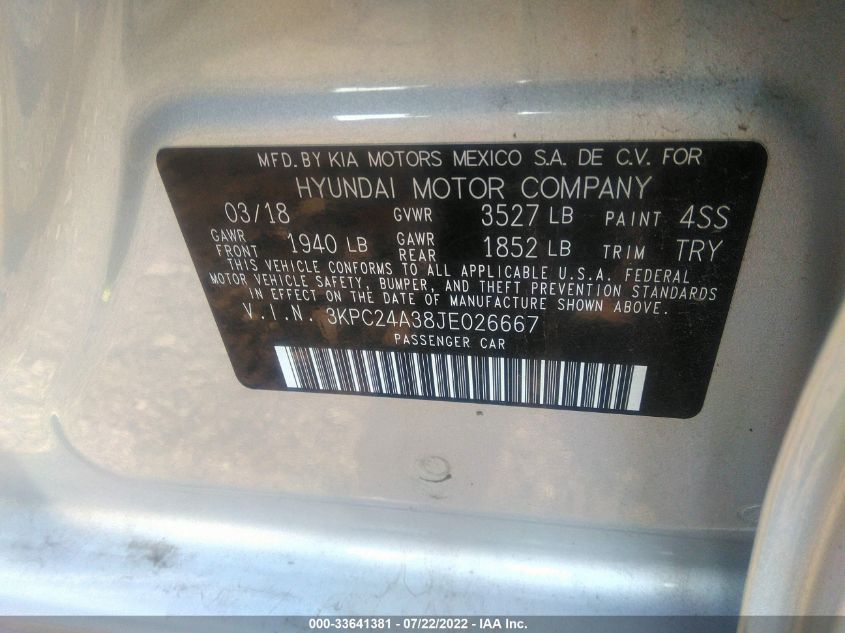 MFD. BY KIA MOTORS MEXICO S.A. DE C.V. FOR
HYUNDAI MOTOR COMPANY
03/18 GVWR 3527 LB PAINT 4SS
GAWR FRONT 1940 LB GAWR REAR 1852 LB TRIM TRY
THIS VEHICLE CONFORMS TO ALL APPLICABLE U.S.A. FEDERAL
MOTOR VEHICLE SAFETY, BUMPER, AND THEFT PREVENTION STANDARDS
IN EFFECT ON THE DATE OF MANUFACTURE SHOWN ABOVE.
V.I.N. 3KPC24A38JE026667
PASSENGER CAR
000-33641381 - 07/22/2022 - IAA Inc.